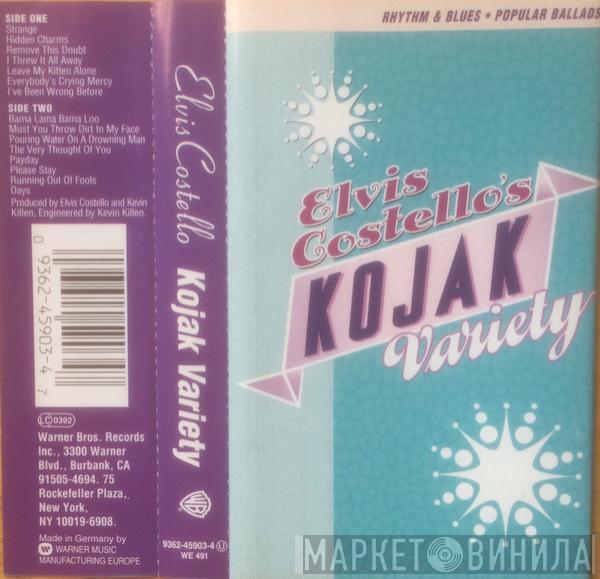 SIDE ONE
Strange
Hidden Charms
Remove This Doubt
I Threw It All Away
Leave My Kitten Alone
Everybody's Crying Mercy
I've Been Wrong Before
SIDE TWO
Bama Lama Bama Loo
Must You Throw Dirt In My Face
Pouring Water On A Drowning Man
The Very Thought Of You
Payday
Please Stay
Running Out Of Fools
Days
Produced by Elvis Costello and Kevin
Killen, Engineered by Kevin Killen.
0 9362-45903-4 7
LC 0392
Warner Bros. Records
Inc., 3300 Warner
Blvd., Burbank, CA
91505-4694. 75
Rockefeller Plaza,.
New York,
NY 10019-6908.
Made in Germany by
WARNER MUSIC
MANUFACTURING EUROPE
Elvis Costello Kojak Variety
WB
9362-45903-4 U
WE 491
RHYTHM & BLUES • POPULAR BALLADS
Elvis
Costello's
KOJAK
Variety
МАРКЕТ ВИНИЛА